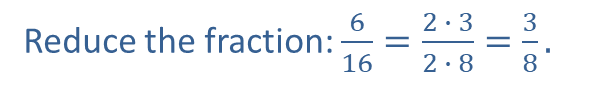 Reduce the fraction: 6/16 = 2 · 3/2 · 8 = 3/8.